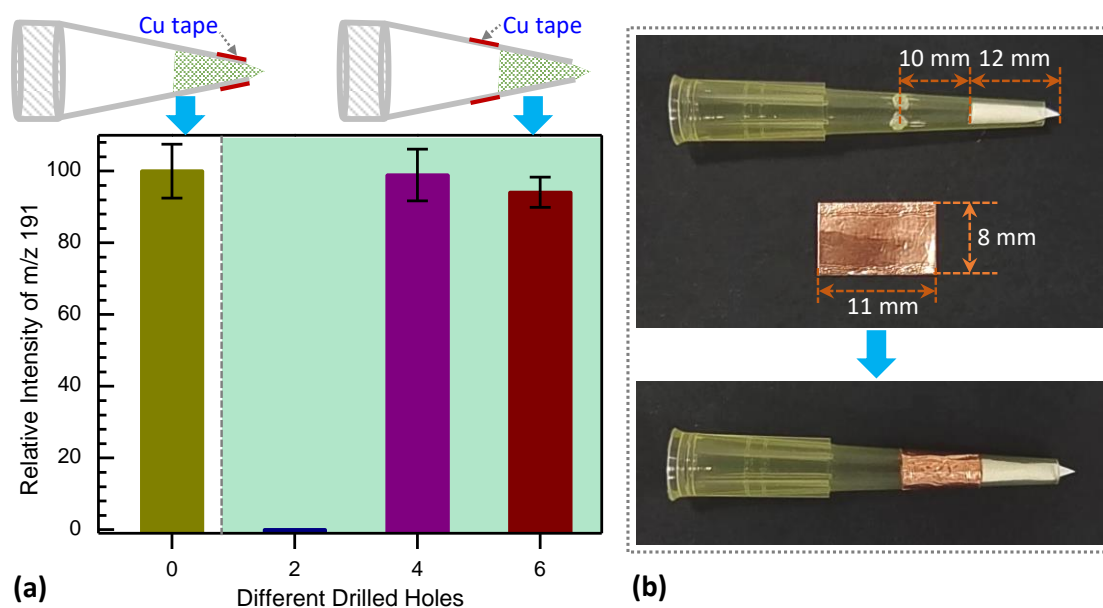 Cu tape
Cu tape
Relative Intensity of m/z 191
100
80
60
40
20
0
0
2
4
6
Different Drilled Holes
(a)
10 mm
12 mm
8 mm
11 mm
(b)